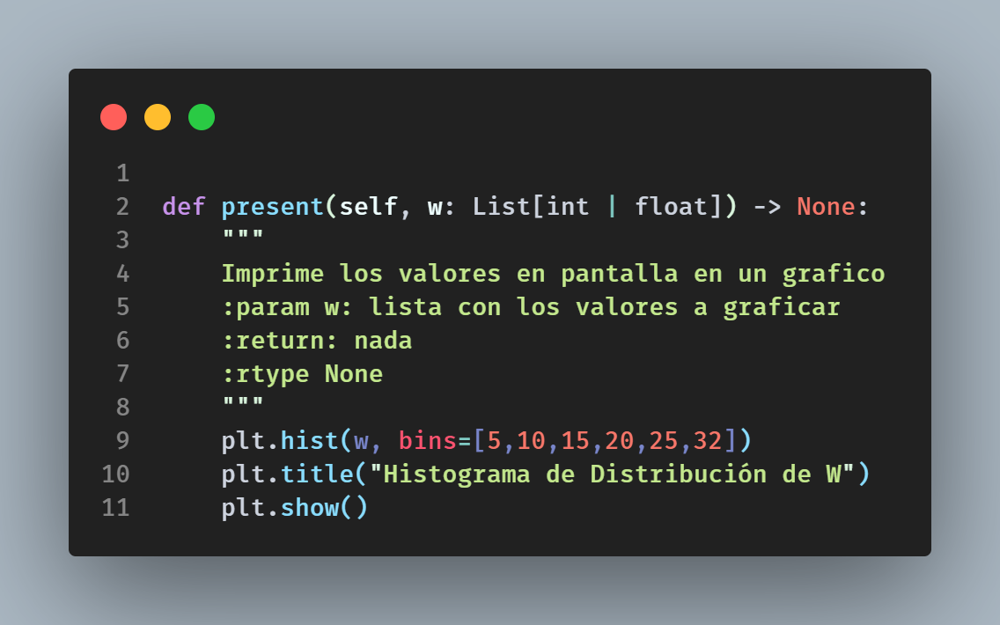 1
2 def present(self, w: List[int | float]) -> None:
3 """
4 Imprime los valores en pantalla en un grafico
5 :param w: lista con los valores a graficar
6 :return: nada
7 :rtype None
8 """
9 plt.hist(w, bins=[5,10,15,20,25,32])
10 plt.title("Histograma de Distribución de W")
11 plt.show()